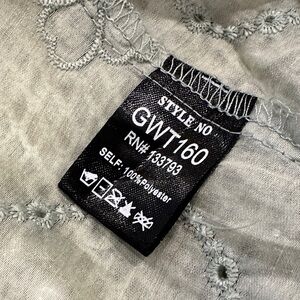 STYLE NO
GWT160
RN# 133793
SELF: 100%Polyester